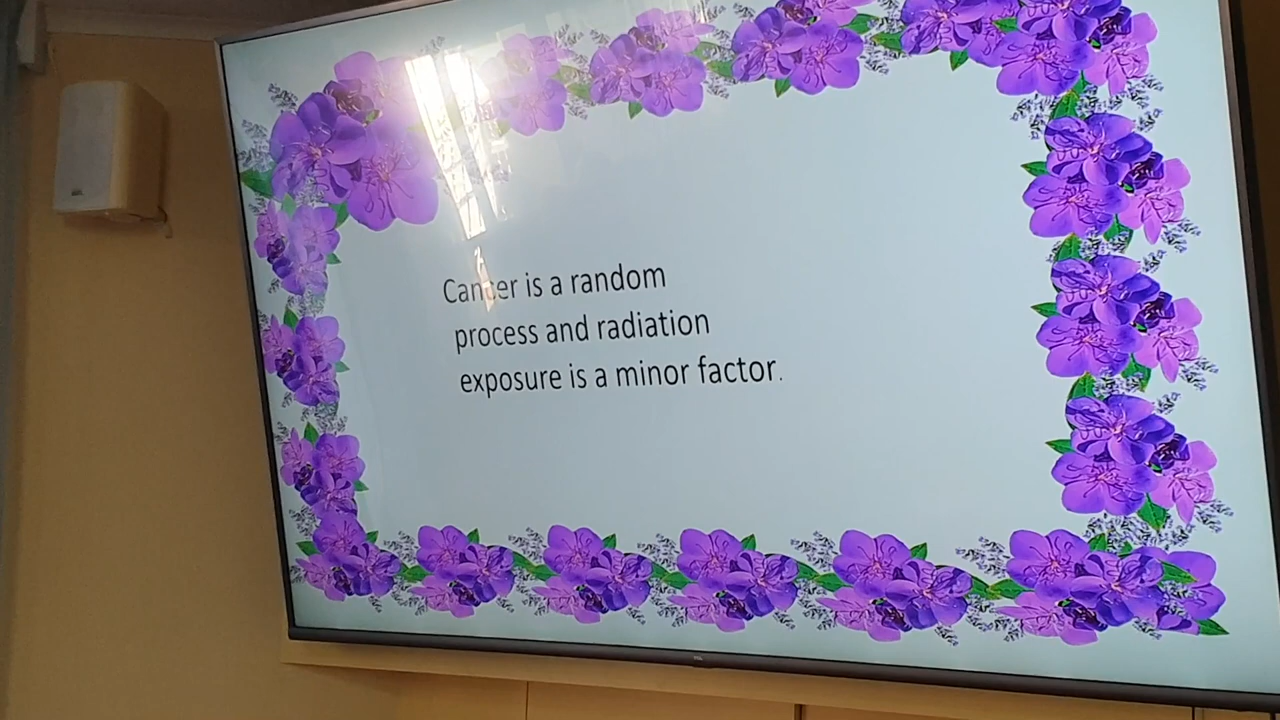 Cancer is a random
process and radiation
exposure is a minor factor.